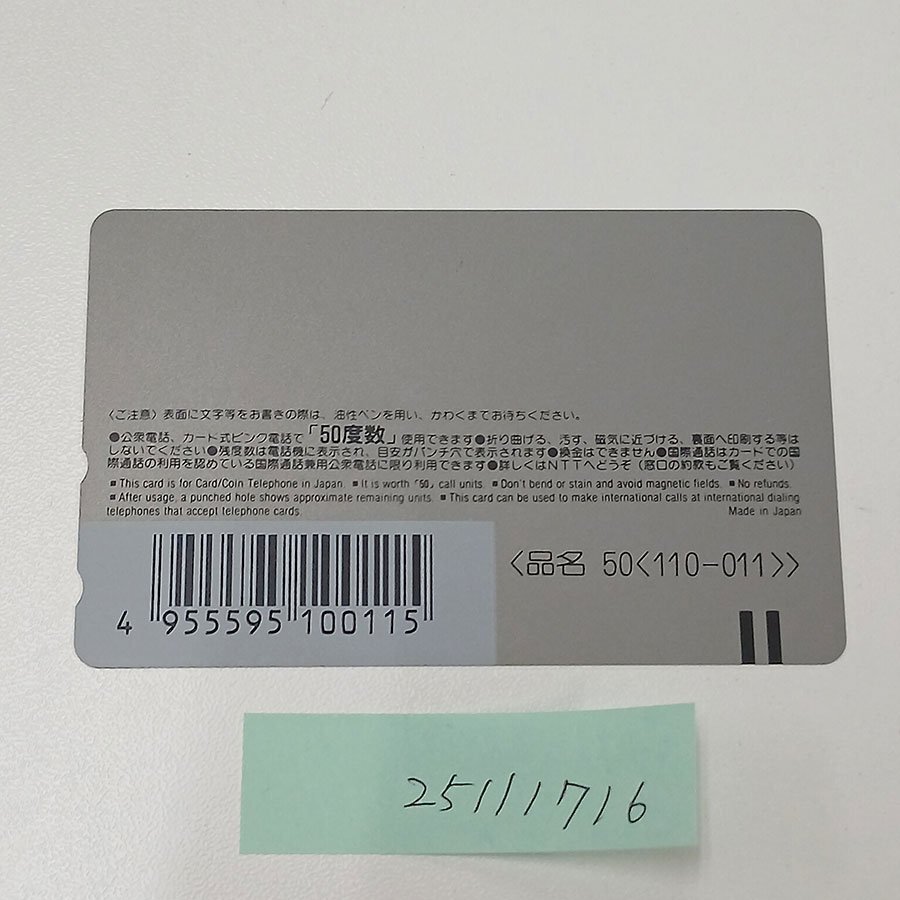 〈ご注意〉表面に文字等をお書きの際は、油性ペンを用い、かわくまでお待ちください。
●公衆電話、カード式ピンク電話で「50度数」使用できます●折り曲げる、汚す、磁気に近づける、裏面へ印刷する等は
しないでください●残度数は電話機に表示され、目安がパンチ穴で表示されます●換金はできません●国際通話はカードでの国
際通話の利用を認めている国際通話兼用公衆電話に限り利用できます●詳しくはNTTへどうぞ（窓口の約款もご覧ください）
■This card is for Card/Coin Telephone in Japan. ■It is worth「50」call units. ■Don't bend or stain and avoid magnetic fields. ■No refunds.
■After usage, a punched hole shows approximate remaining units. ■This card can be used to make international calls at international dialing
telephones that accept telephone cards. Made in Japan
〈品名 50〈110-011〉〉
4 955595 100115
25111716